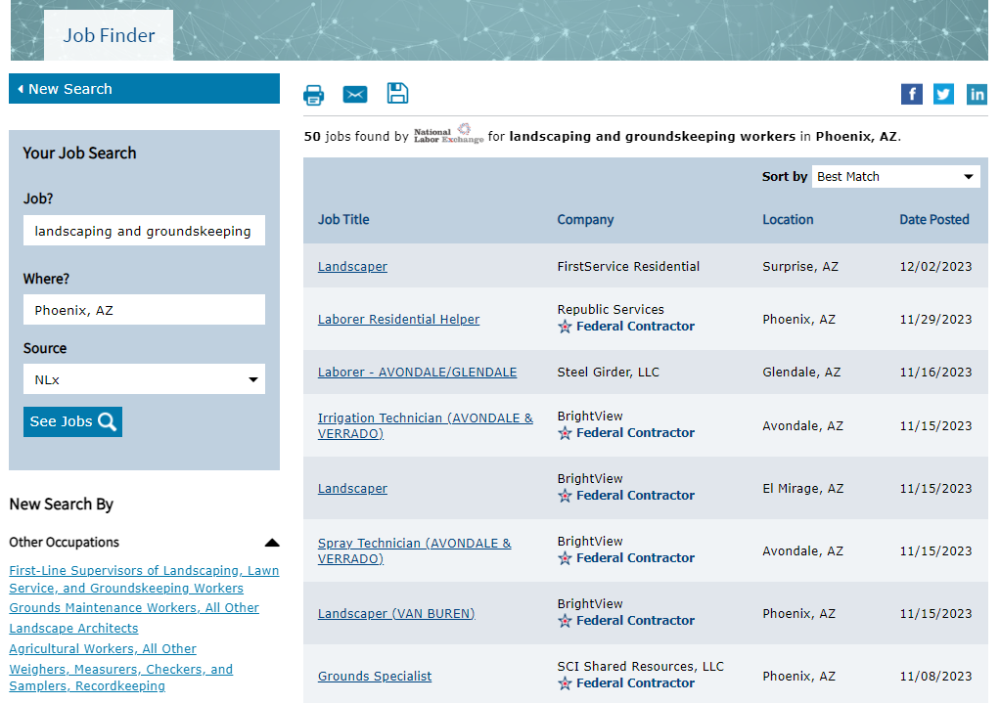 Job Finder
New Search
Your Job Search
Job?
landscaping and groundskeeping
Where?
Phoenix, AZ
Source
NLx
See Jobs
New Search By
Other Occupations
First-Line Supervisors of Landscaping, Lawn
Service, and Groundskeeping Workers
Grounds Maintenance Workers, All Other
Landscape Architects
Agricultural Workers, All Other
Weighers, Measurers, Checkers, and
Samplers, Recordkeeping
f
in
50 jobs found by National Labor Exchange for landscaping and groundskeeping workers in Phoenix, AZ.
Sort by Best Match
Job Title Company Location Date Posted
Landscaper FirstService Residential Surprise, AZ 12/02/2023
Laborer Residential Helper Republic Services Federal Contractor Phoenix, AZ 11/29/2023
Laborer - AVONDALE/GLENDALE Steel Girder, LLC Glendale, AZ 11/16/2023
Irrigation Technician (AVONDALE & VERRADO) BrightView Federal Contractor Avondale, AZ 11/15/2023
Landscaper BrightView Federal Contractor El Mirage, AZ 11/15/2023
Spray Technician (AVONDALE & VERRADO) BrightView Federal Contractor Avondale, AZ 11/15/2023
Landscaper (VAN BUREN) BrightView Federal Contractor Phoenix, AZ 11/15/2023
Grounds Specialist SCI Shared Resources, LLC Federal Contractor Phoenix, AZ 11/08/2023